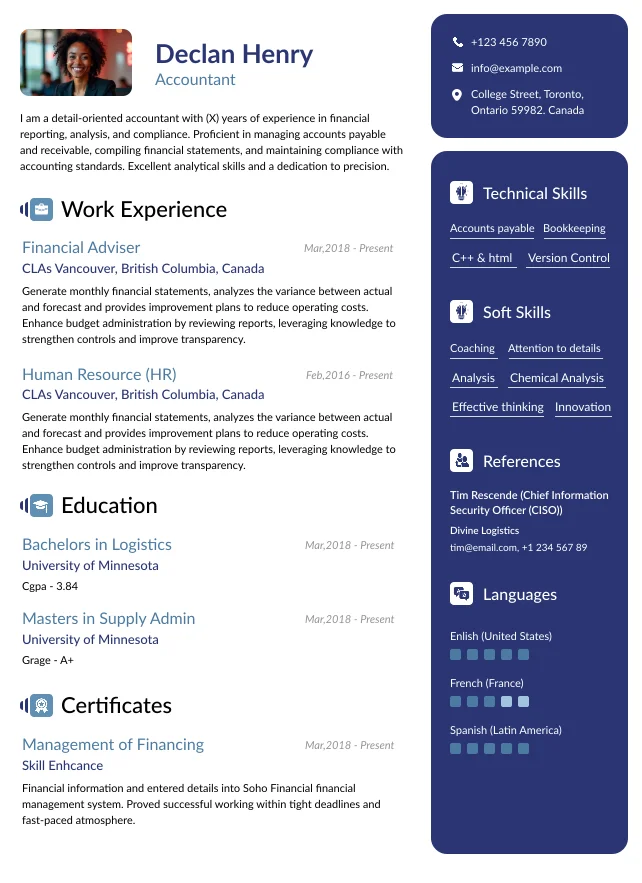 Declan Henry
Accountant
I am a detail-oriented accountant with (X) years of experience in financial
reporting, analysis, and compliance. Proficient in managing accounts payable
and receivable, compiling financial statements, and maintaining compliance with
accounting standards. Excellent analytical skills and a dedication to precision.
Work Experience
Financial Adviser
Mar,2018 - Present
CLAs Vancouver, British Columbia, Canada
Generate monthly financial statements, analyzes the variance between actual
and forecast and provides improvement plans to reduce operating costs.
Enhance budget administration by reviewing reports, leveraging knowledge to
strengthen controls and improve transparency.
Human Resource (HR)
Feb,2016 - Present
CLAs Vancouver, British Columbia, Canada
Generate monthly financial statements, analyzes the variance between actual
and forecast and provides improvement plans to reduce operating costs.
Enhance budget administration by reviewing reports, leveraging knowledge to
strengthen controls and improve transparency.
Education
Bachelors in Logistics
Mar,2018 - Present
University of Minnesota
Cgpa - 3.84
Masters in Supply Admin
Mar,2018 - Present
University of Minnesota
Grage - A+
Certificates
Management of Financing
Mar,2018 - Present
Skill Enhcance
Financial information and entered details into Soho Financial financial
management system. Proved successful working within tight deadlines and
fast-paced atmosphere.
+123 456 7890
info@example.com
College Street, Toronto,
Ontario 59982. Canada
Technical Skills
Accounts payable Bookkeeping
C++ & html Version Control
Soft Skills
Coaching Attention to details
Analysis Chemical Analysis
Effective thinking Innovation
References
Tim Rescende (Chief Information
Security Officer (CISO))
Divine Logistics
tim@email.com, +1 234 567 89
Languages
Enlish (United States)
French (France)
Spanish (Latin America)